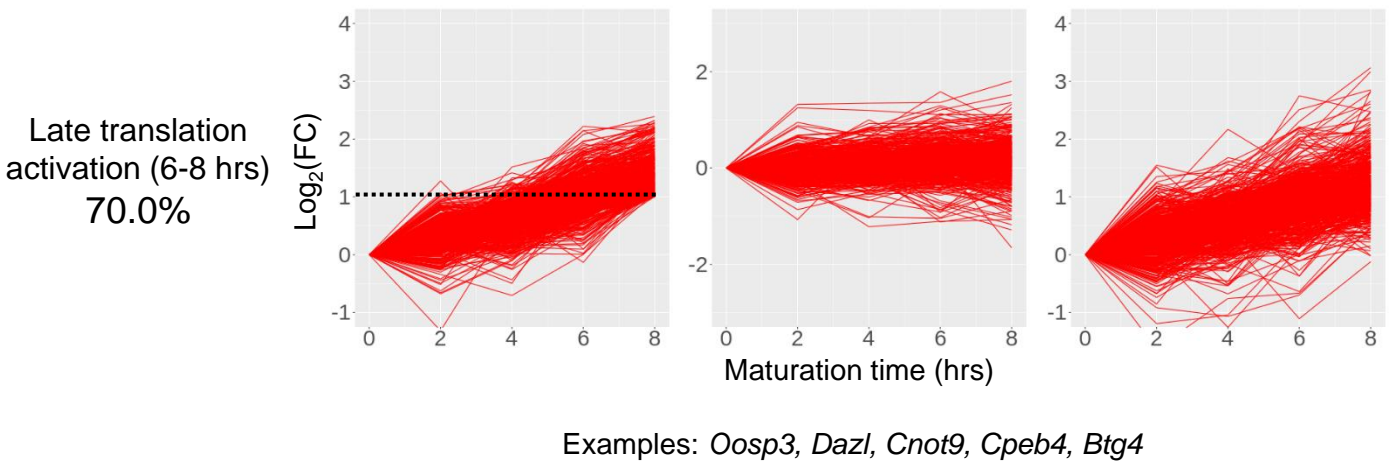 Late translation
activation (6-8 hrs)
70.0%
Log2(FC)
4
3
2
1
0
-1
0 2 4 6 8
2
0
-2
0 2 4 6 8
4
3
2
1
0
-1
0 2 4 6 8
Maturation time (hrs)
Examples: Oosp3, Dazl, Cnot9, Cpeb4, Btg4